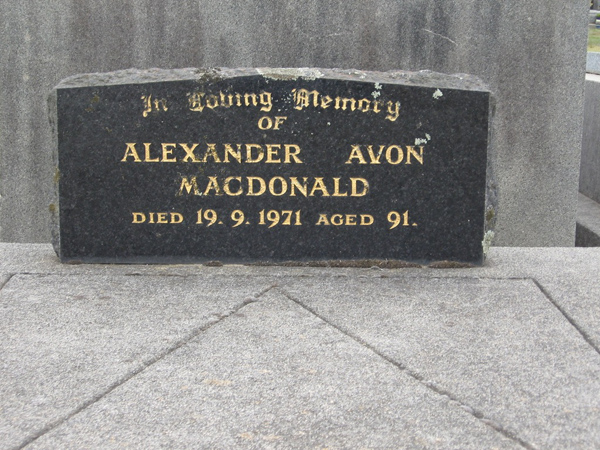 In Loving Memory
OF
ALEXANDER AVON
MACDONALD
DIED 19.9.1971 AGED 91.